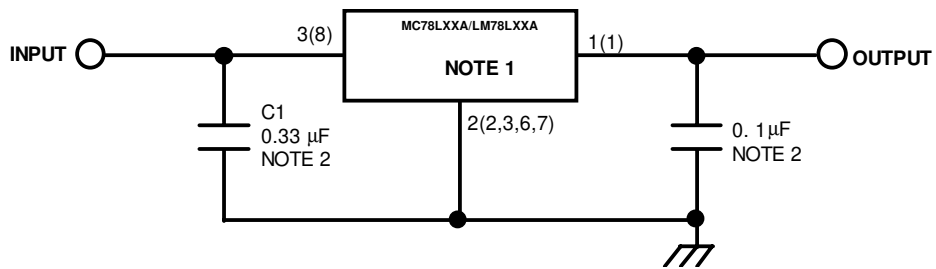 MC78LXXA/LM78LXXA
3(8)
1(1)
INPUT
NOTE 1
OUTPUT
C1
0.33 μF
NOTE 2
2(2,3,6,7)
0. 1μF
NOTE 2